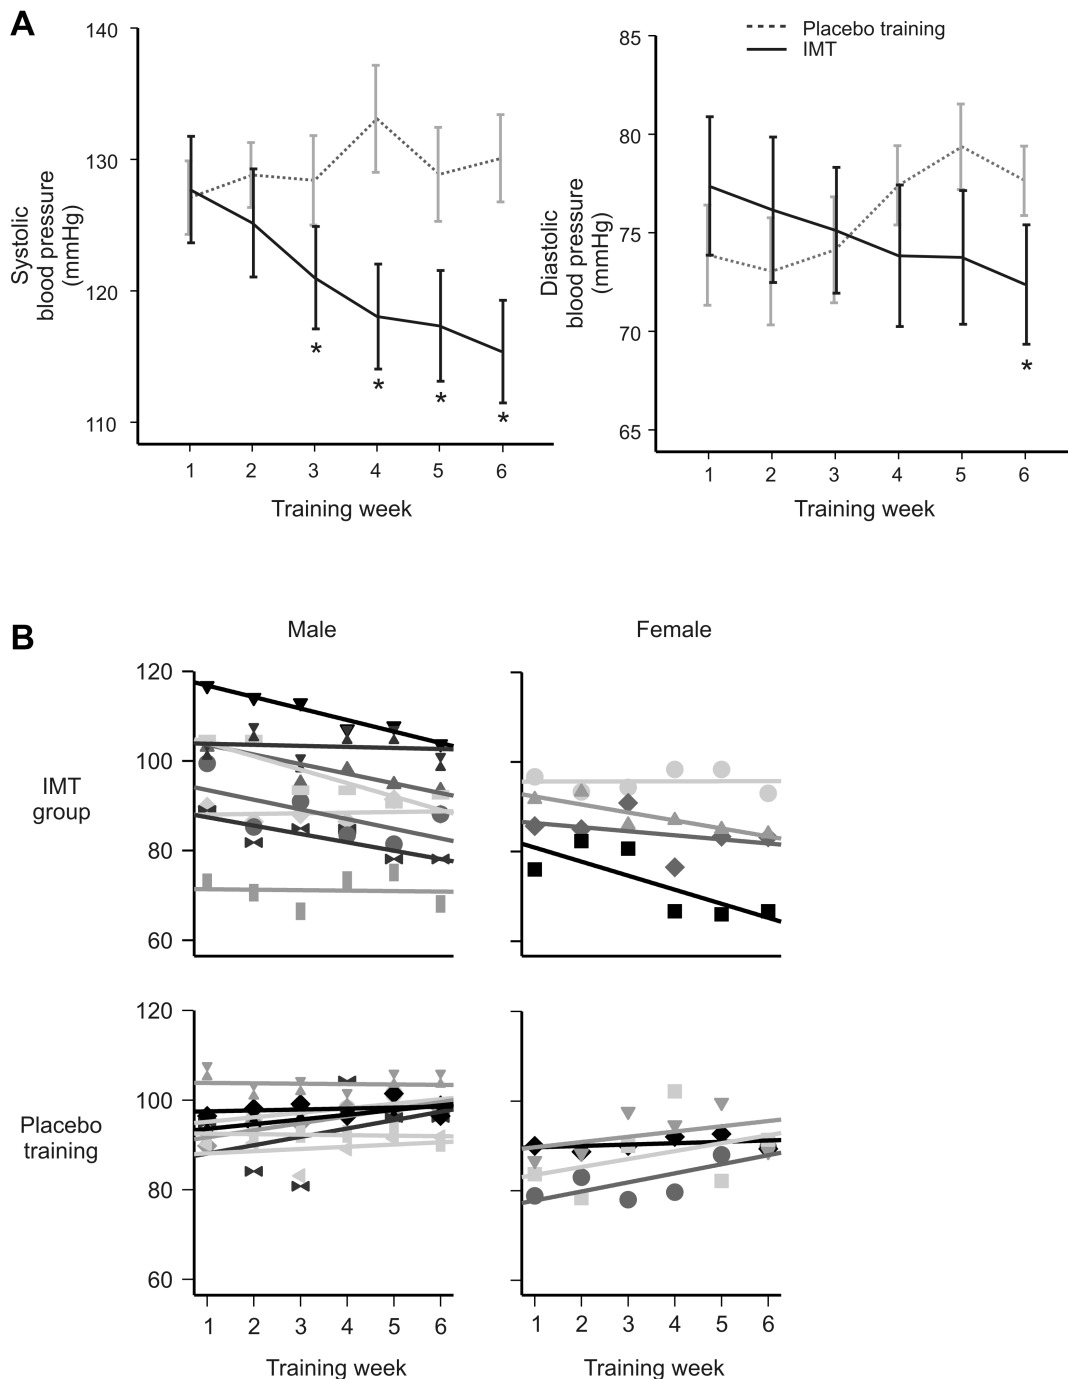 A
Placebo training
IMT
140
130
120
110
Systolic
blood pressure
(mmHg)
*
*
*
*
1 2 3 4 5 6
Training week
85
80
75
70
65
Diastolic
blood pressure
(mmHg)
*
1 2 3 4 5 6
Training week
B
Male
Female
IMT
group
120
100
80
60
Placebo
training
120
100
80
60
1 2 3 4 5 6
Training week
1 2 3 4 5 6
Training week